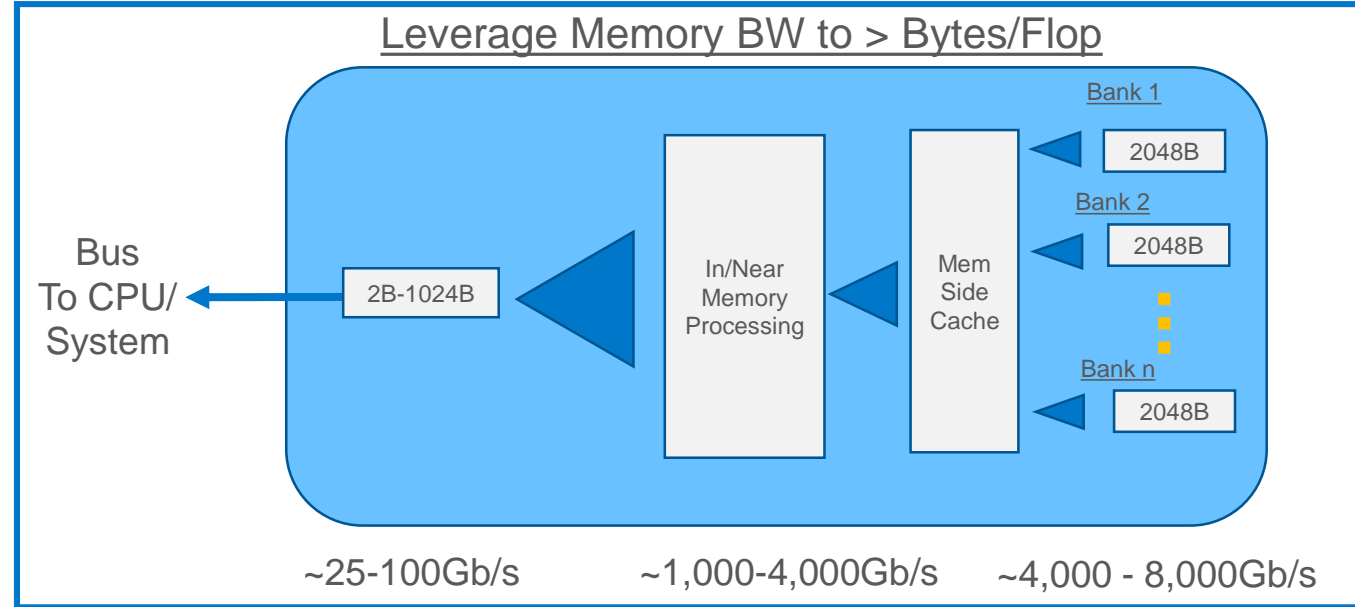 Leverage Memory BW to > Bytes/Flop
Bus
To CPU/
System
2B-1024B
In/Near
Memory
Processing
Mem
Side
Cache
Bank 1
2048B
Bank 2
2048B
Bank n
2048B
~25-100Gb/s
~1,000-4,000Gb/s
~4,000 - 8,000Gb/s